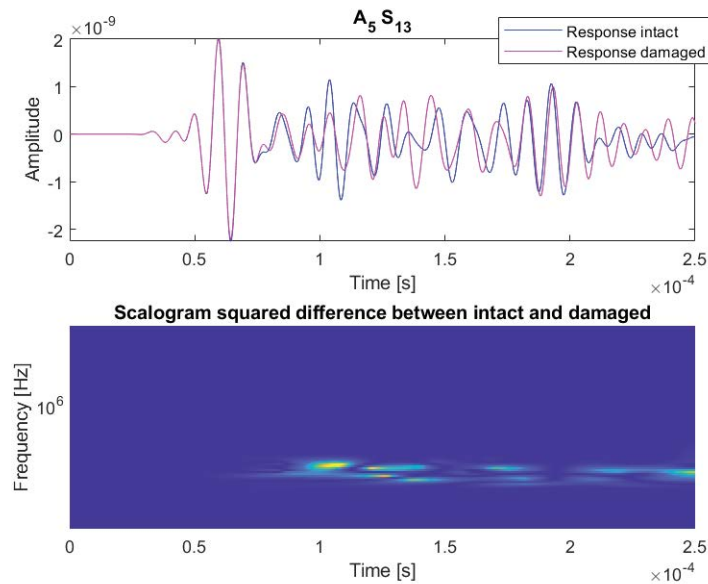 A5 S13
×10-9
Response intact
Response damaged
2
1
0
-1
-2
Amplitude
0 0.5 1 1.5 2 2.5
Time [s]
×10-4
Scalogram squared difference between intact and damaged
106
Frequency [Hz]
0 0.5 1 1.5 2 2.5
Time [s]
×10-4